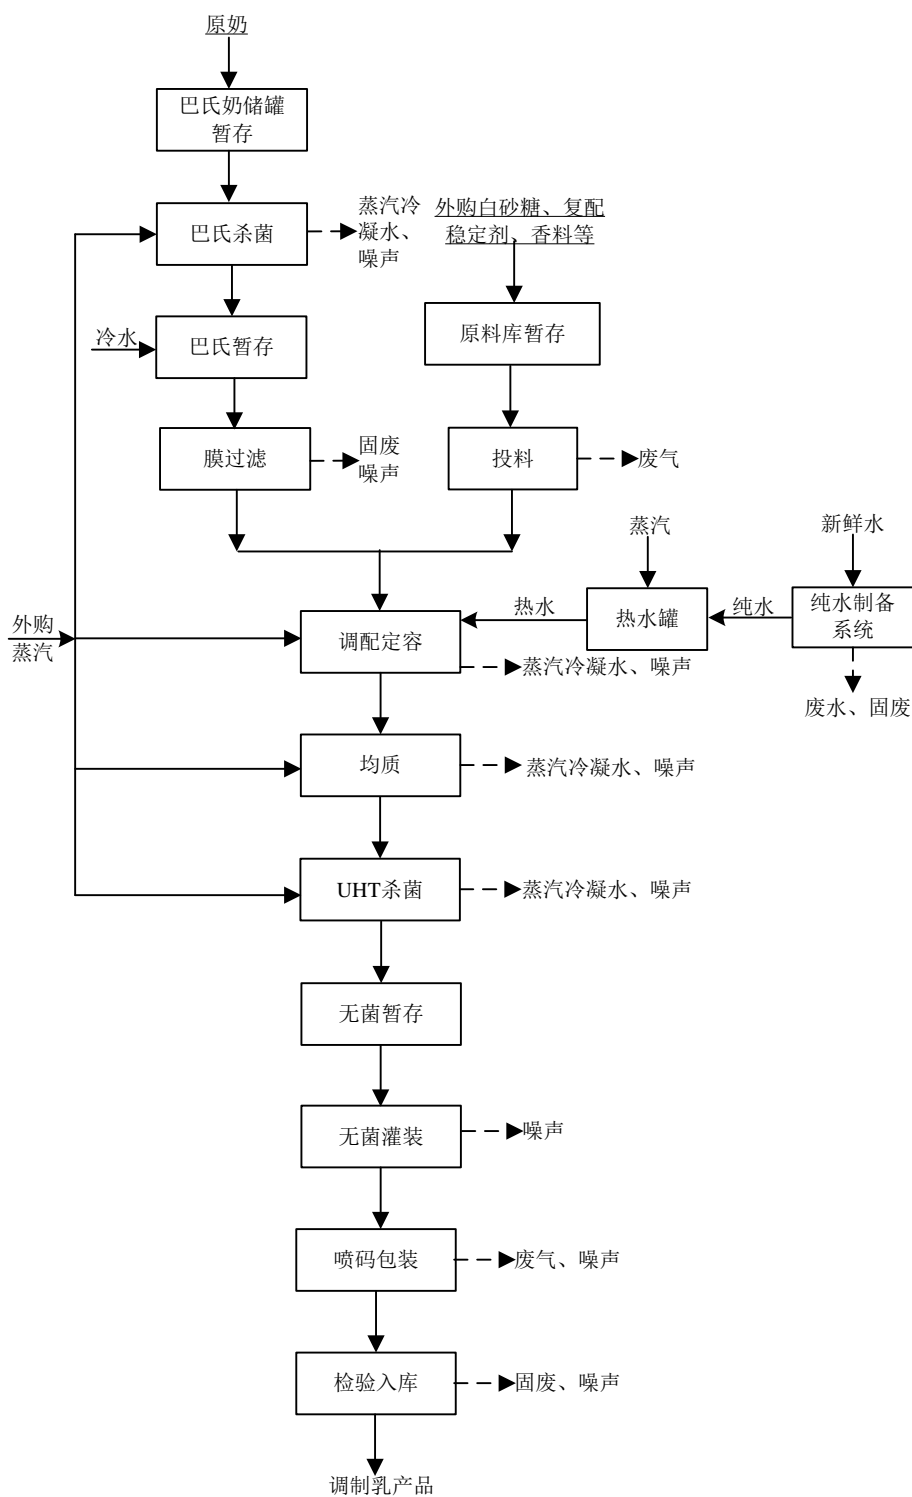 原奶
巴氏奶储罐
暂存
巴氏杀菌
蒸汽冷
凝水、
噪声
外购白砂糖、复配
稳定剂、香料等
冷水
巴氏暂存
原料库暂存
膜过滤
固废
噪声
投料
废气
蒸汽
新鲜水
外购
蒸汽
调配定容
热水
热水罐
纯水
纯水制备
系统
蒸汽冷凝水、噪声
废水、固废
均质
蒸汽冷凝水、噪声
UHT杀菌
蒸汽冷凝水、噪声
无菌暂存
无菌灌装
噪声
喷码包装
废气、噪声
检验入库
固废、噪声
调制乳产品